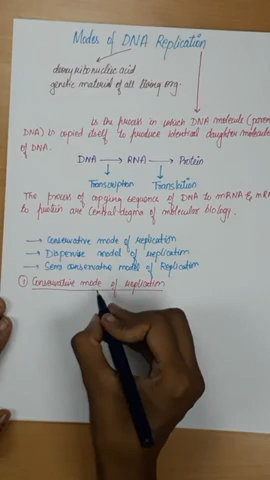 Modes of DNA Replication
deoxyribonucleic acid
genetic material of all living org.
is the process in which DNA molecule (paren
DNA) is copied itself to produce identical daughter molecule
of DNA.
DNA → RNA → Protein
Transcription Translation
The process of copying sequence of DNA to mRNA & mR
to protein are Central dogma of molecular biology.
→ Conservative mode of replication
→ Dispersive model of replication
→ Semi conservative model of Replication
① Conservative mode of replication